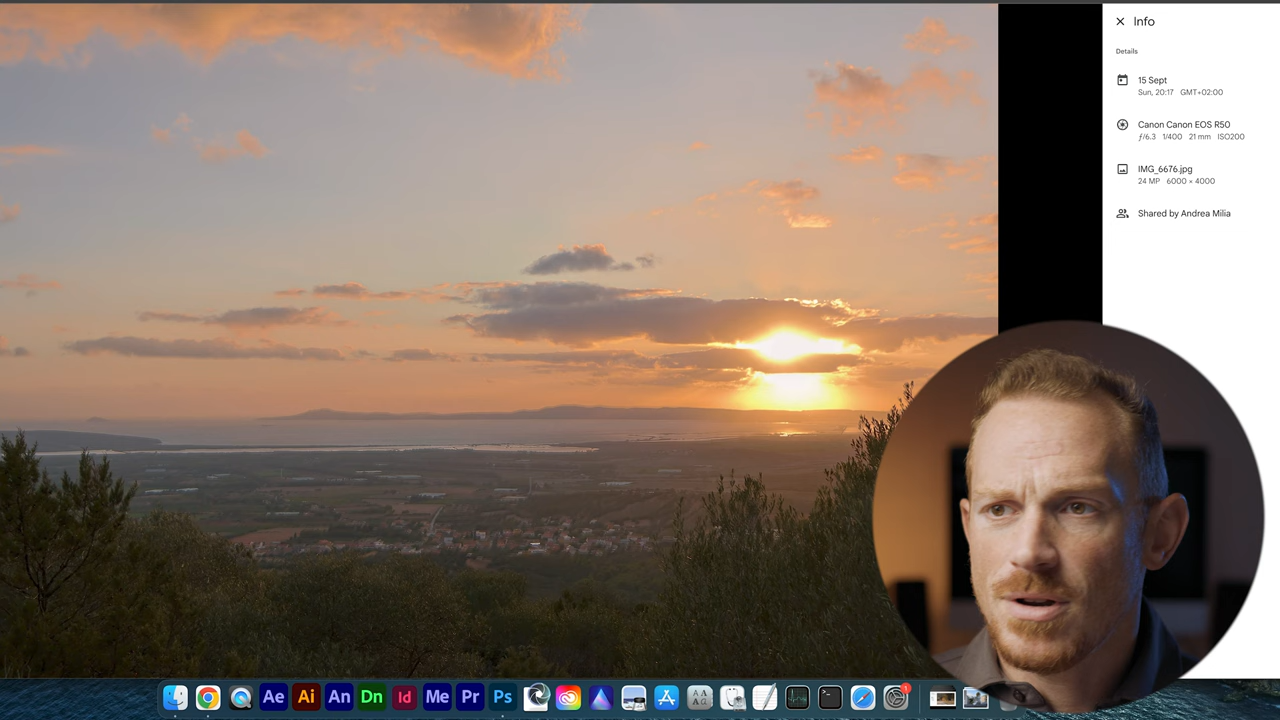 Info
Details
15 Sept
Sun, 20:17 GMT+02:00
Canon Canon EOS R50
ƒ/6.3 1/400 21 mm ISO200
IMG_6676.jpg
24 MP 6000 × 4000
Shared by Andrea Milia
Ae Ai An Dn Id Me Pr Ps